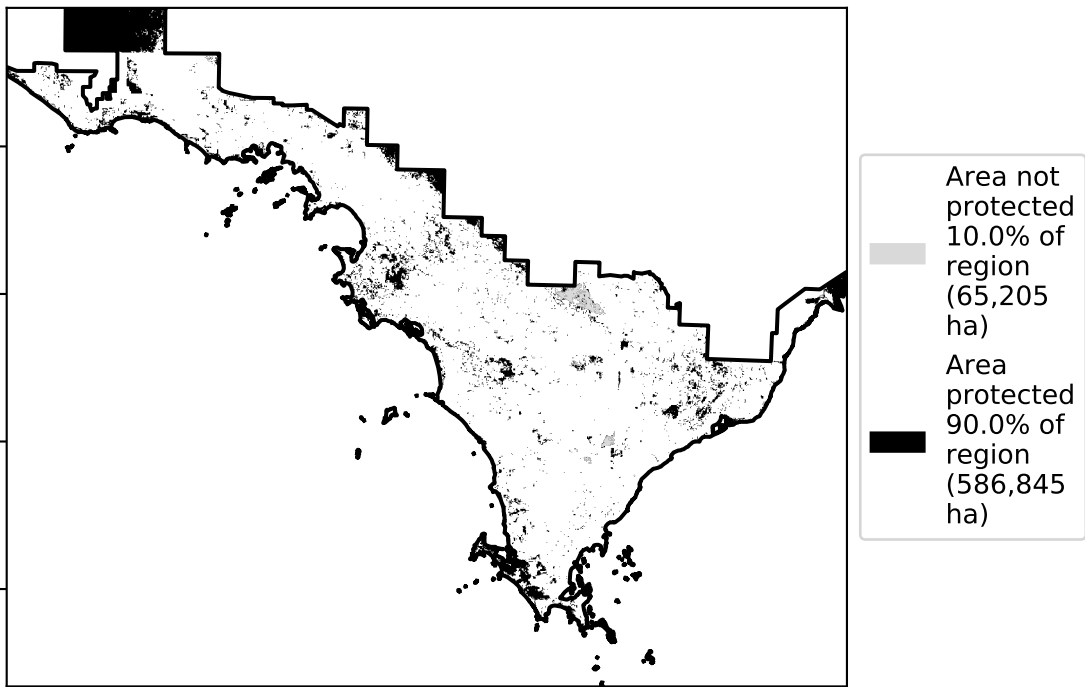 Area not
protected
10.0% of
region
(65,205
ha)
Area
protected
90.0% of
region
(586,845
ha)